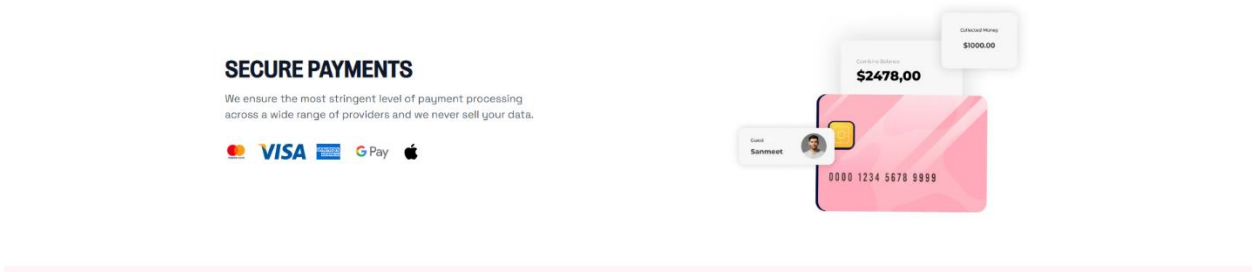 SECURE PAYMENTS
We ensure the most stringent level of payment processing
across a wide range of providers and we never sell your data.
VISA
G Pay
Collected Money
$1000.00
$2478,00
Guest
Sanmeet
0000 1234 5678 9999